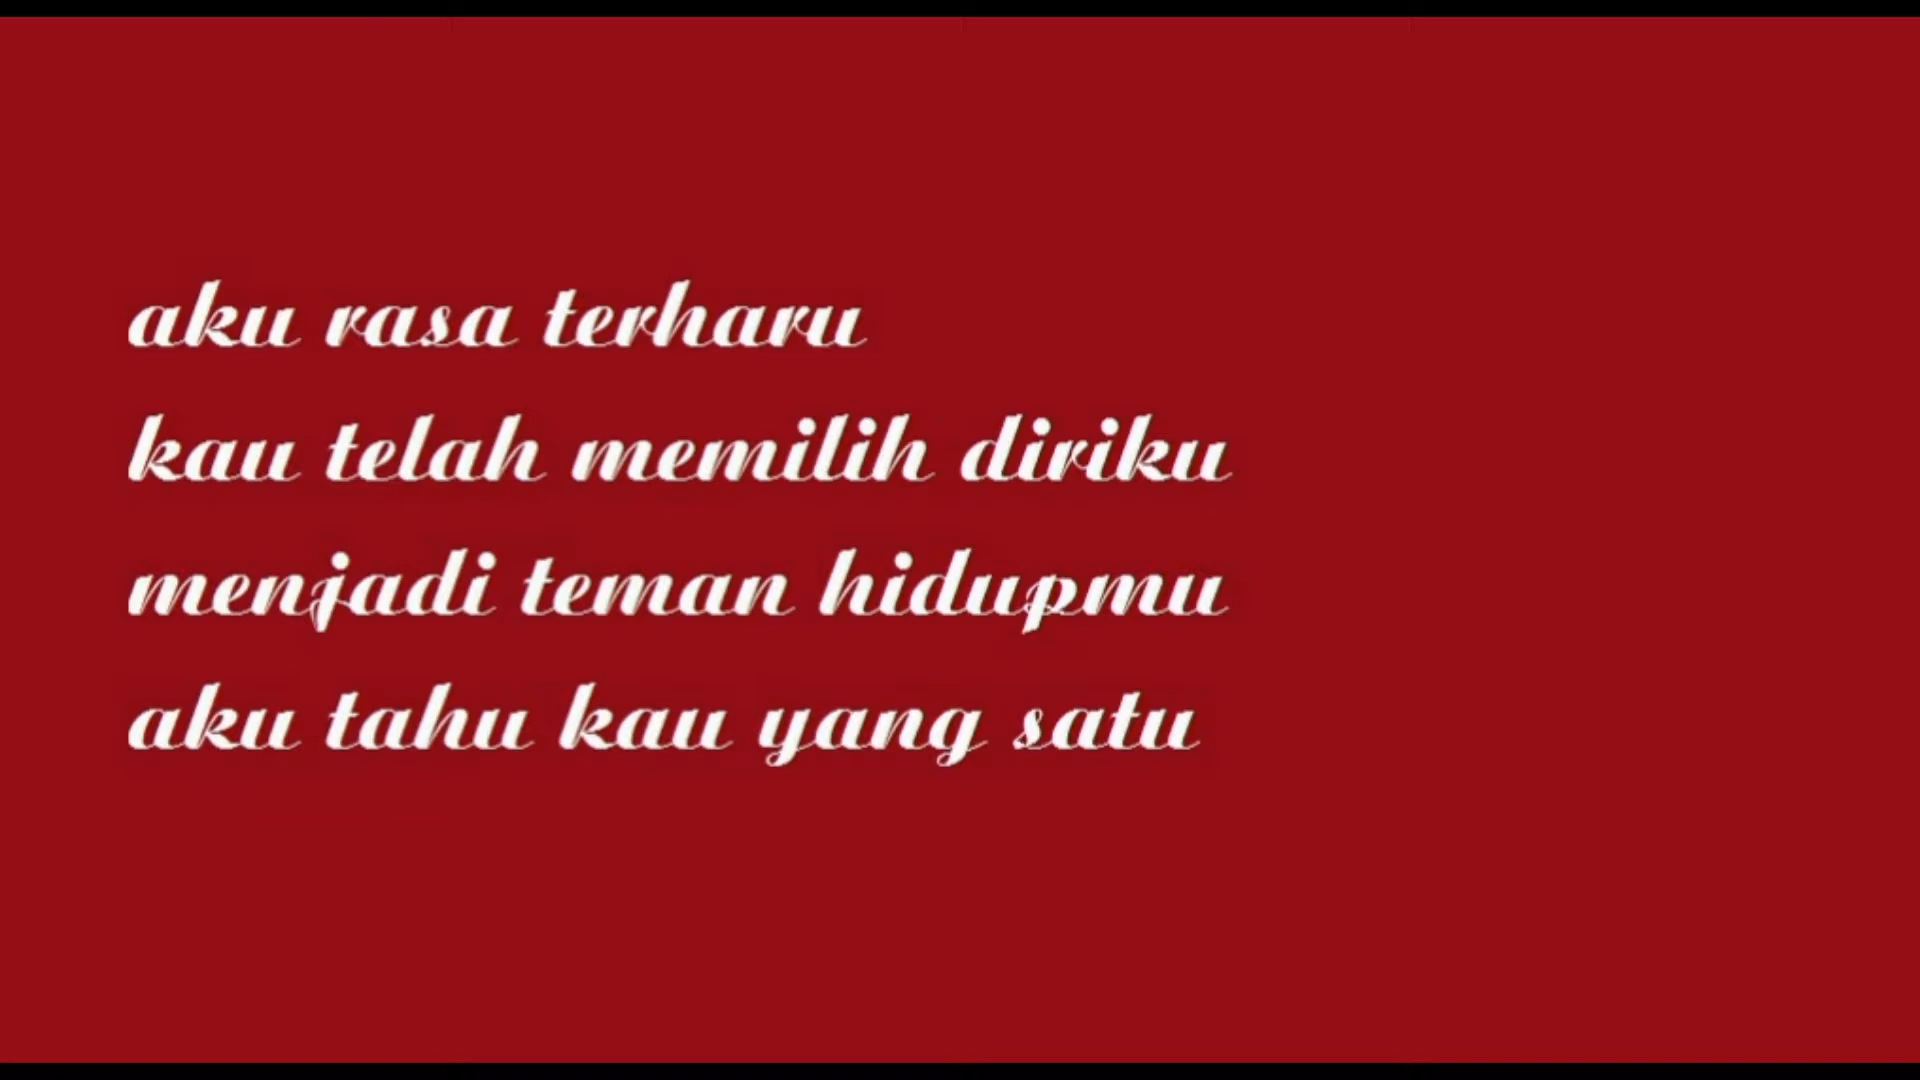 aku rasa terharu
kau telah memilih diriku
menjadi teman hidupmu
aku tahu kau yang satu